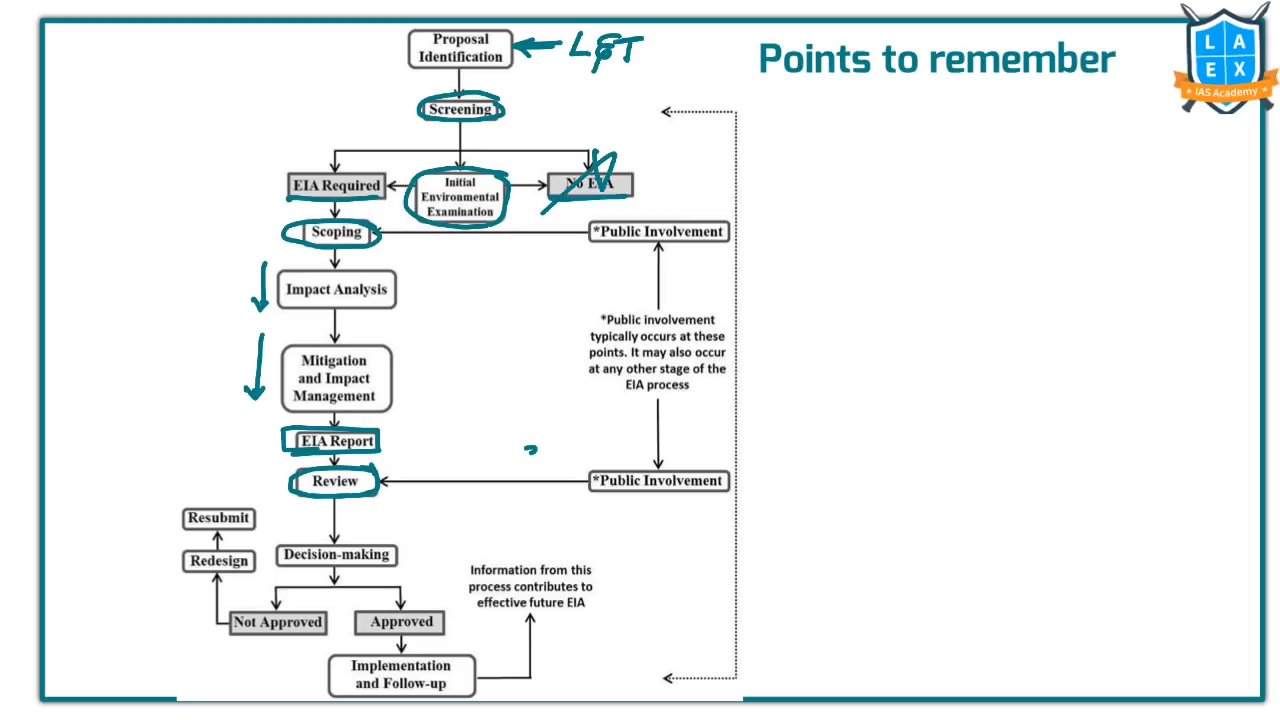 Proposal
Identification
L&T
Points to remember
L A
E X
IAS Academy
Screening
EIA Required
Initial
Environmental
Examination
No EIA
Scoping
*Public Involvement
Impact Analysis
*Public involvement
typically occurs at these
points. It may also occur
at any other stage of the
EIA process
Mitigation
and Impact
Management
EIA Report
Review
*Public Involvement
Resubmit
Redesign
Decision-making
Information from this
process contributes to
effective future EIA
Not Approved
Approved
Implementation
and Follow-up